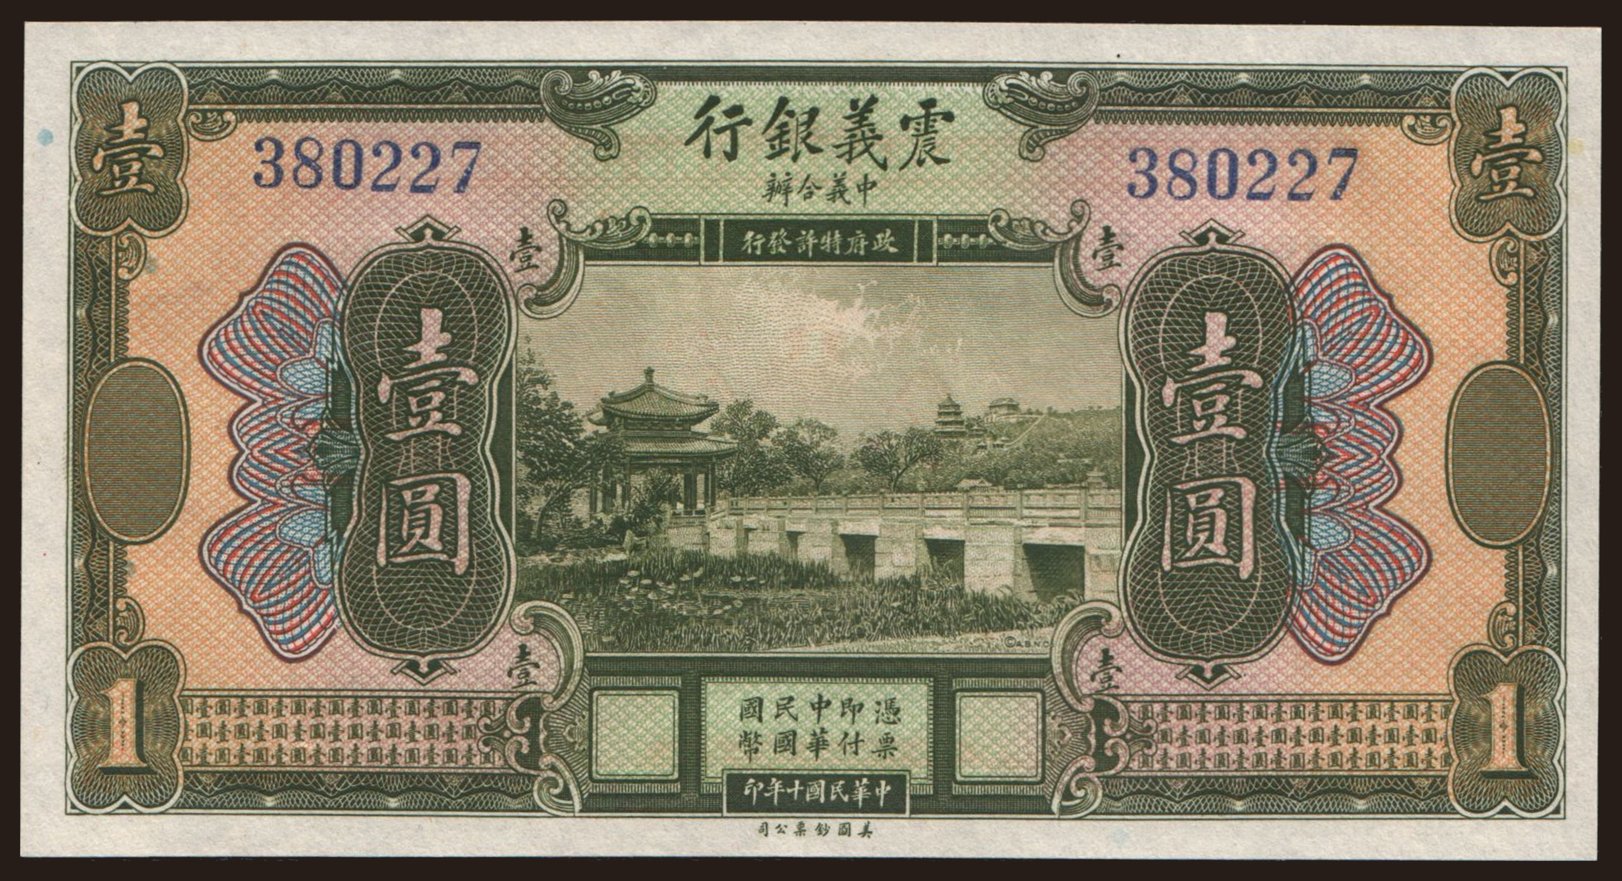 震義銀行
中義合辦
政府特許發行
380227
380227
壹
壹
壹
壹
壹圓
壹圓
壹
壹
憑票
即付
中華
民國
國幣
1
1
中華民國十年印
美國鈔票公司